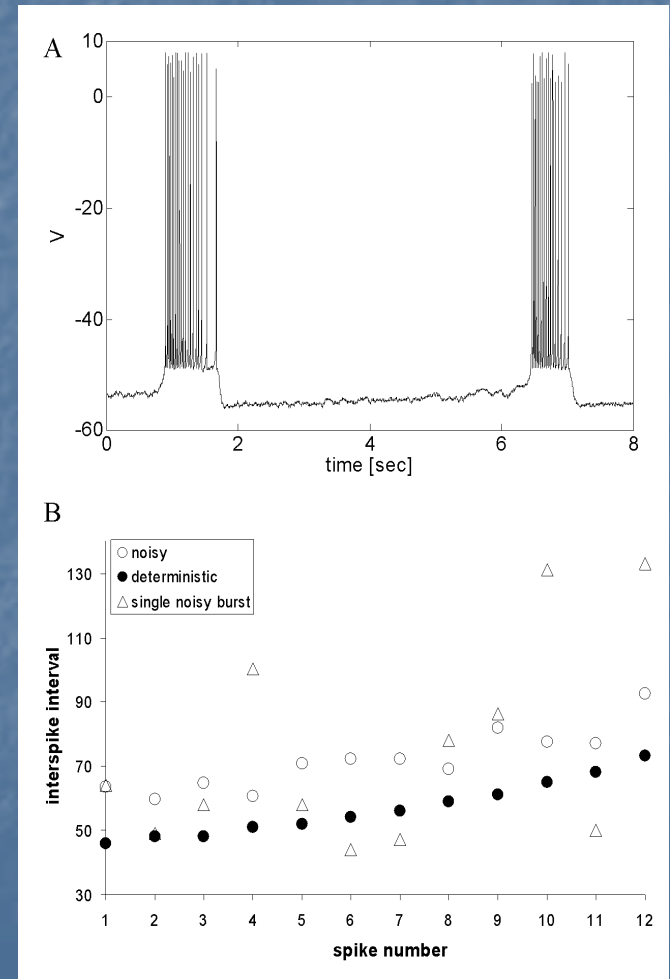 A
10
0
-20
-40
-60
V
0 2 4 6 8
time [sec]
B
noisy
deterministic
single noisy burst
130
110
90
70
50
30
interspike interval
1 2 3 4 5 6 7 8 9 10 11 12
spike number